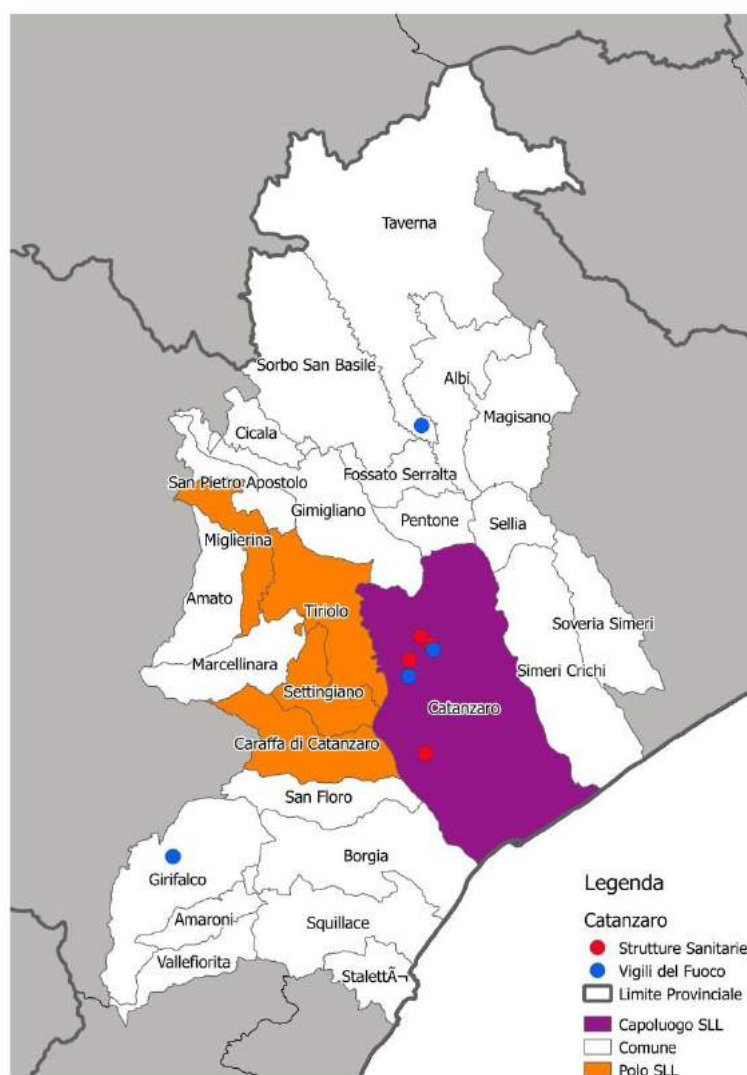 Taverna
Sorbo San Basile
Albi
Magisano
Cicala
Fossato Serralta
San Pietro Apostolo
Gimigliano
Pentone
Sellia
Miglierina
Amato
Tiriolo
Soveria Simeri
Marcellinara
Simeri Crichi
Settingiano
Catanzaro
Caraffa di Catanzaro
San Floro
Borgia
Girifalco
Amaroni
Squillace
Vallefiorita
StalettÃ¬
Legenda
Catanzaro
Strutture Sanitarie
Vigili del Fuoco
Limite Provinciale
Capoluogo SLL
Comune
Polo SLL